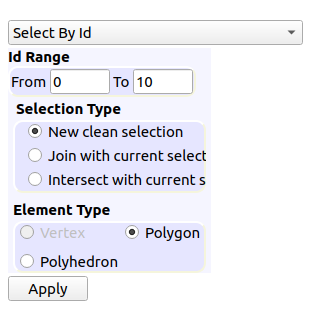 Select By Id
Id Range
From 0 To 10
Selection Type
New clean selection
Join with current select
Intersect with current s
Element Type
Vertex Polygon
Polyhedron
Apply